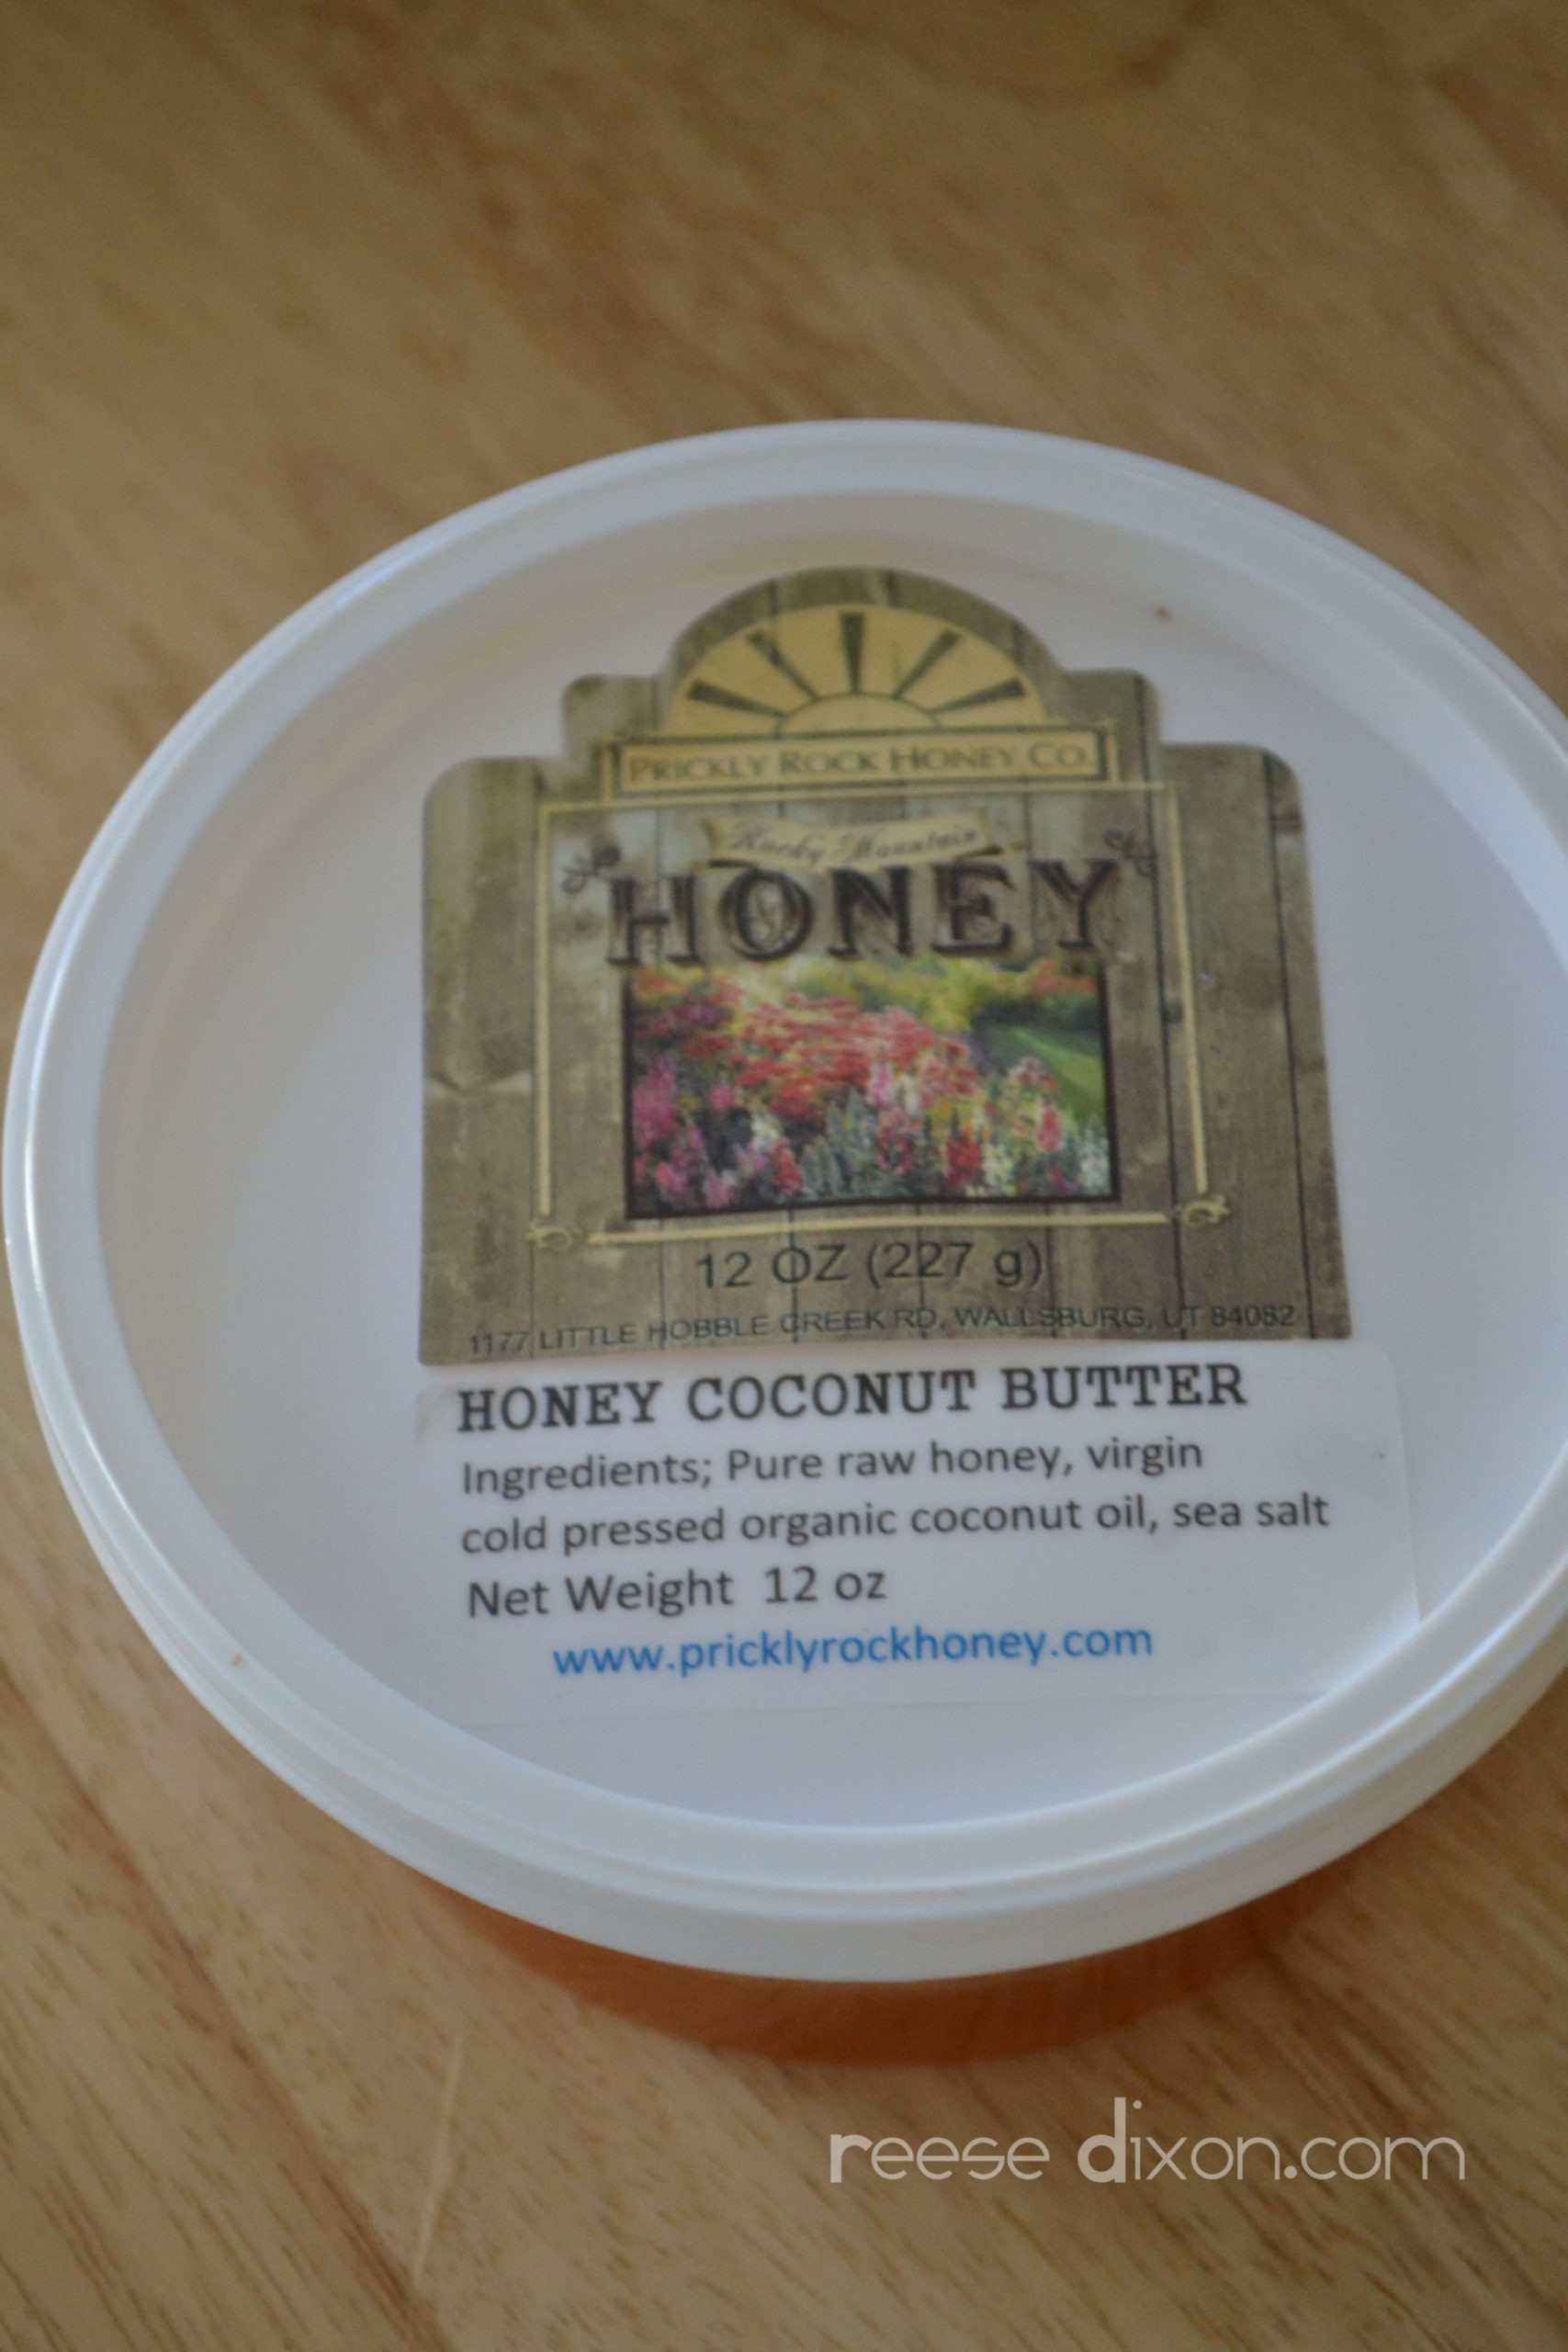 PRICKLY ROCK HONEY CO.
Rocky Mountain
HONEY
12 OZ (227 g)
1177 LITTLE HOBBLE CREEK RD, WALLSBURG, UT 84082
HONEY COCONUT BUTTER
Ingredients; Pure raw honey, virgin
cold pressed organic coconut oil, sea salt
Net Weight 12 oz
www.pricklyrockhoney.com
reese dixon.com